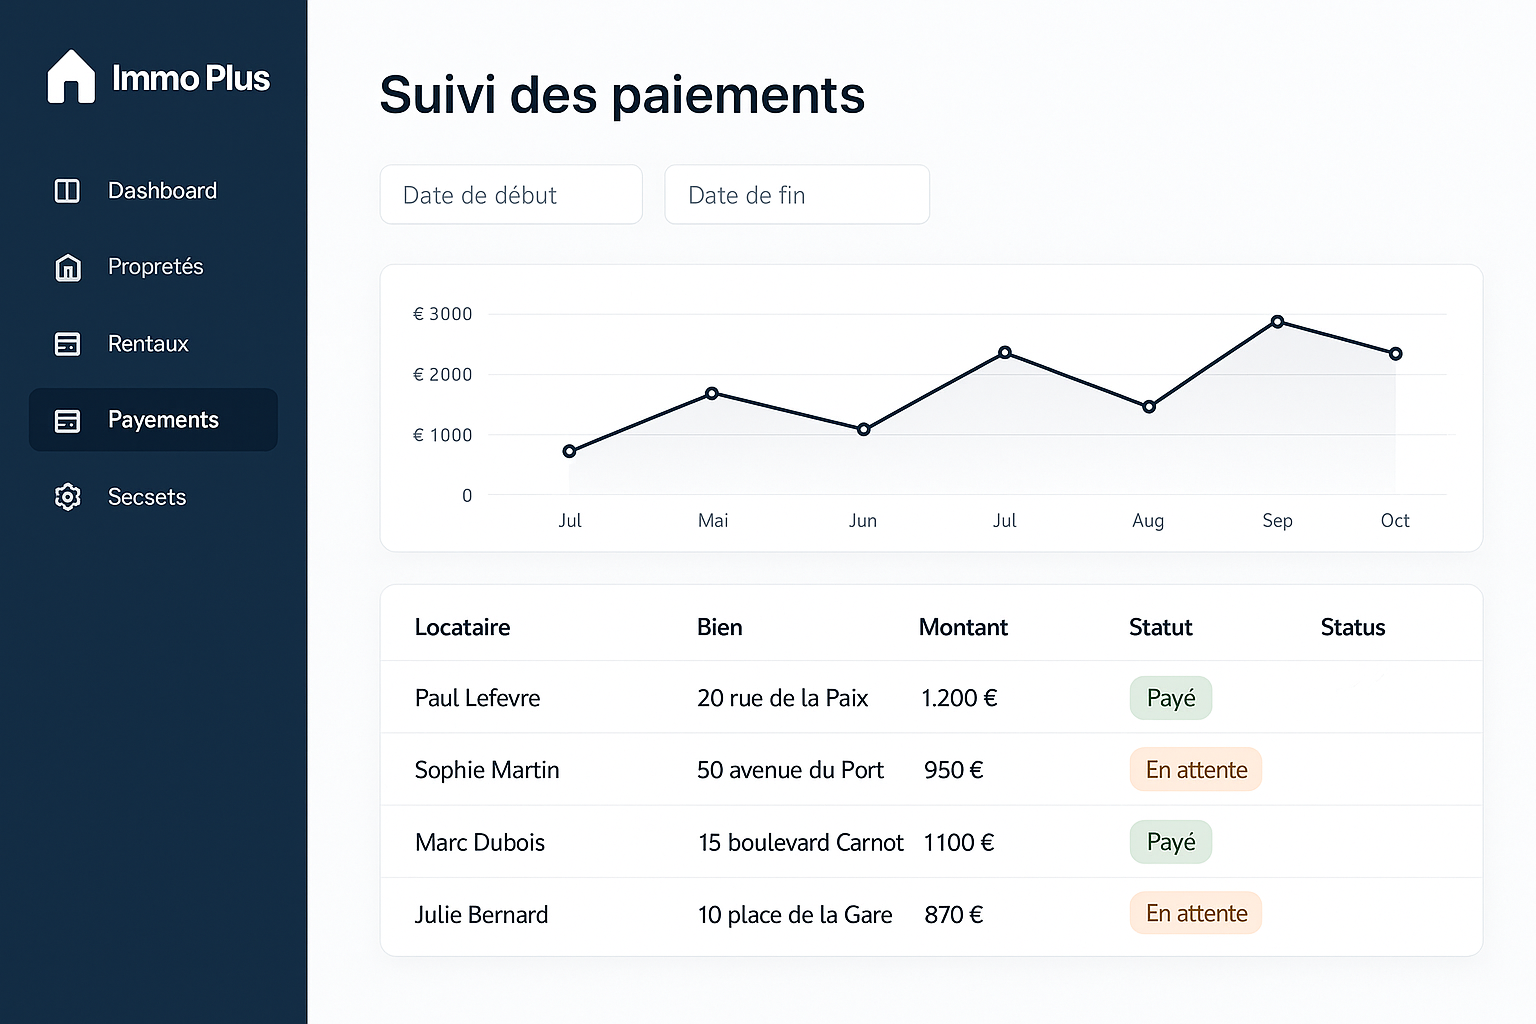 Immo Plus
Dashboard
Propretés
Rentaux
Payements
Secsets
Suivi des paiements
Date de début Date de fin
€ 3000
€ 2000
€ 1000
0
Jul Mai Jun Jul Aug Sep Oct
Locataire Bien Montant Statut Status
Paul Lefevre 20 rue de la Paix 1.200 € Payé
Sophie Martin 50 avenue du Port 950 € En attente
Marc Dubois 15 boulevard Carnot 1100 € Payé
Julie Bernard 10 place de la Gare 870 € En attente